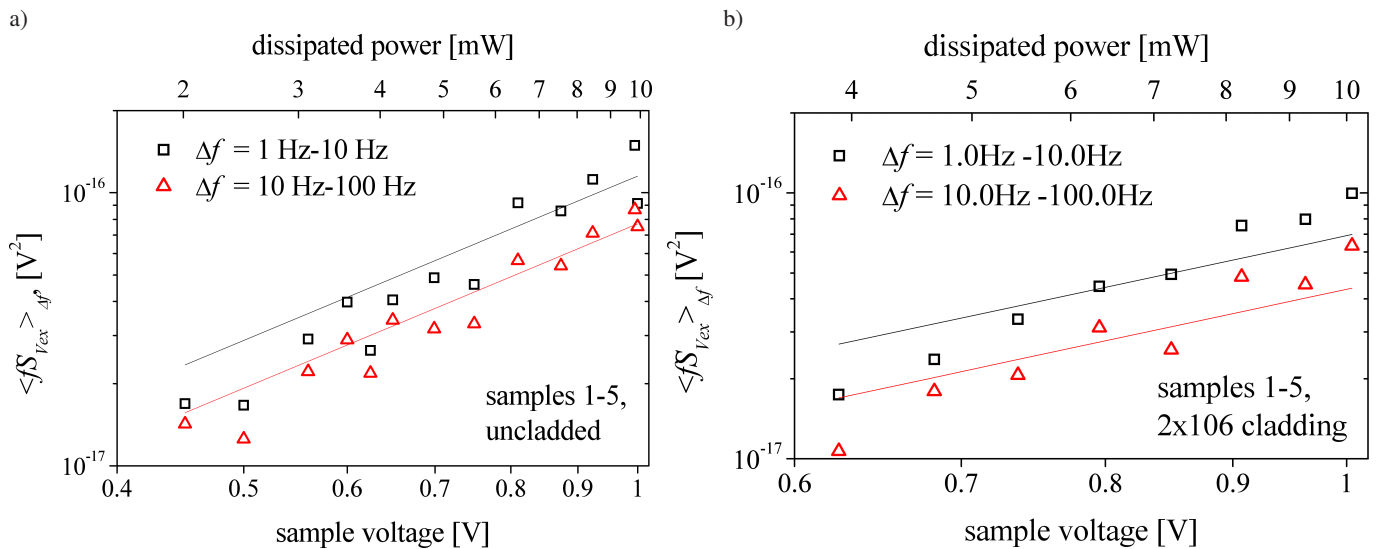 a)
dissipated power [mW]
2 3 4 5 6 7 8 9 10
Δf = 1 Hz-10 Hz
Δf = 10 Hz-100 Hz
10^-16
10^-17
<fS_Vex>_Δf, [V^2]
samples 1-5,
uncladded
0.4 0.5 0.6 0.7 0.8 0.9 1
sample voltage [V]
b)
dissipated power [mW]
4 5 6 7 8 9 10
Δf = 1.0Hz -10.0Hz
Δf = 10.0Hz -100.0Hz
10^-16
10^-17
<fS_Vex>_Δf [V^2]
samples 1-5,
2x106 cladding
0.6 0.7 0.8 0.9 1
sample voltage [V]